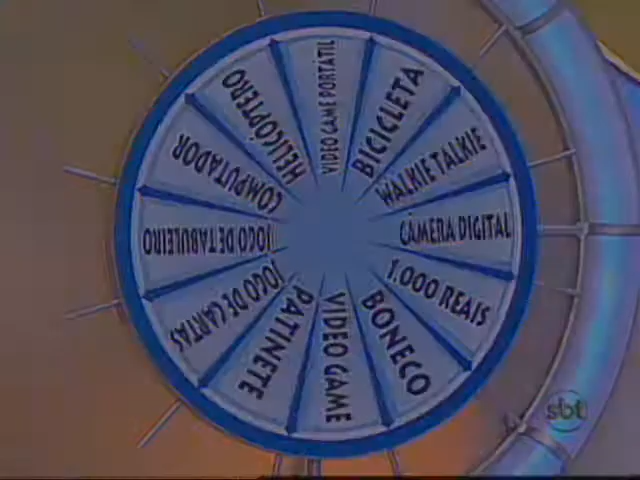 VIDEO GAME PORTÁTIL
BICICLETA
WALKIE TALKIE
CÂMERA DIGITAL
1.000 REAIS
BONECO
VIDEO GAME
PATINETE
JOGO DE CARTAS
JOGO DE TABULEIRO
COMPUTADOR
HELICÓPTERO
sbt